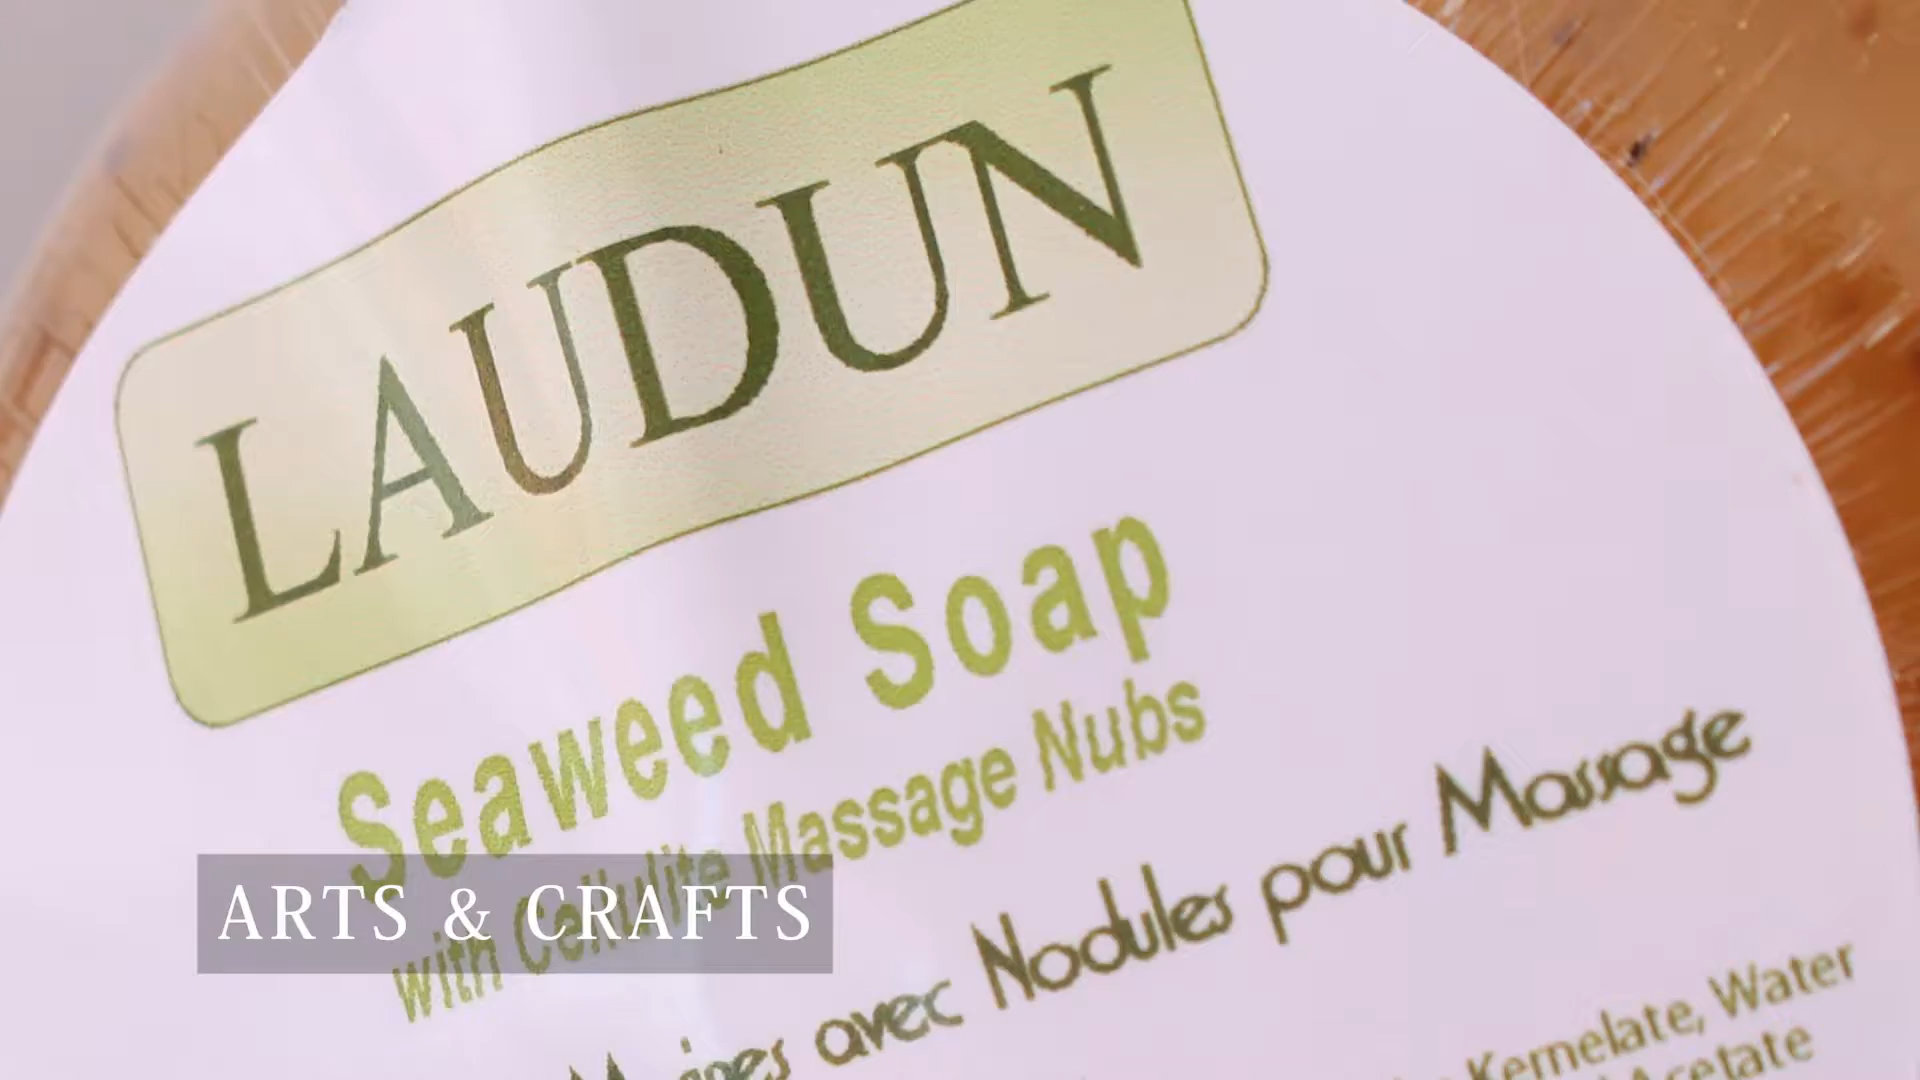 LAUDUN
Seaweed Soap
with Cellulite Massage Nubs
avec Nodules pour Massage
Kernelate, Water
Acetate
ARTS & CRAFTS